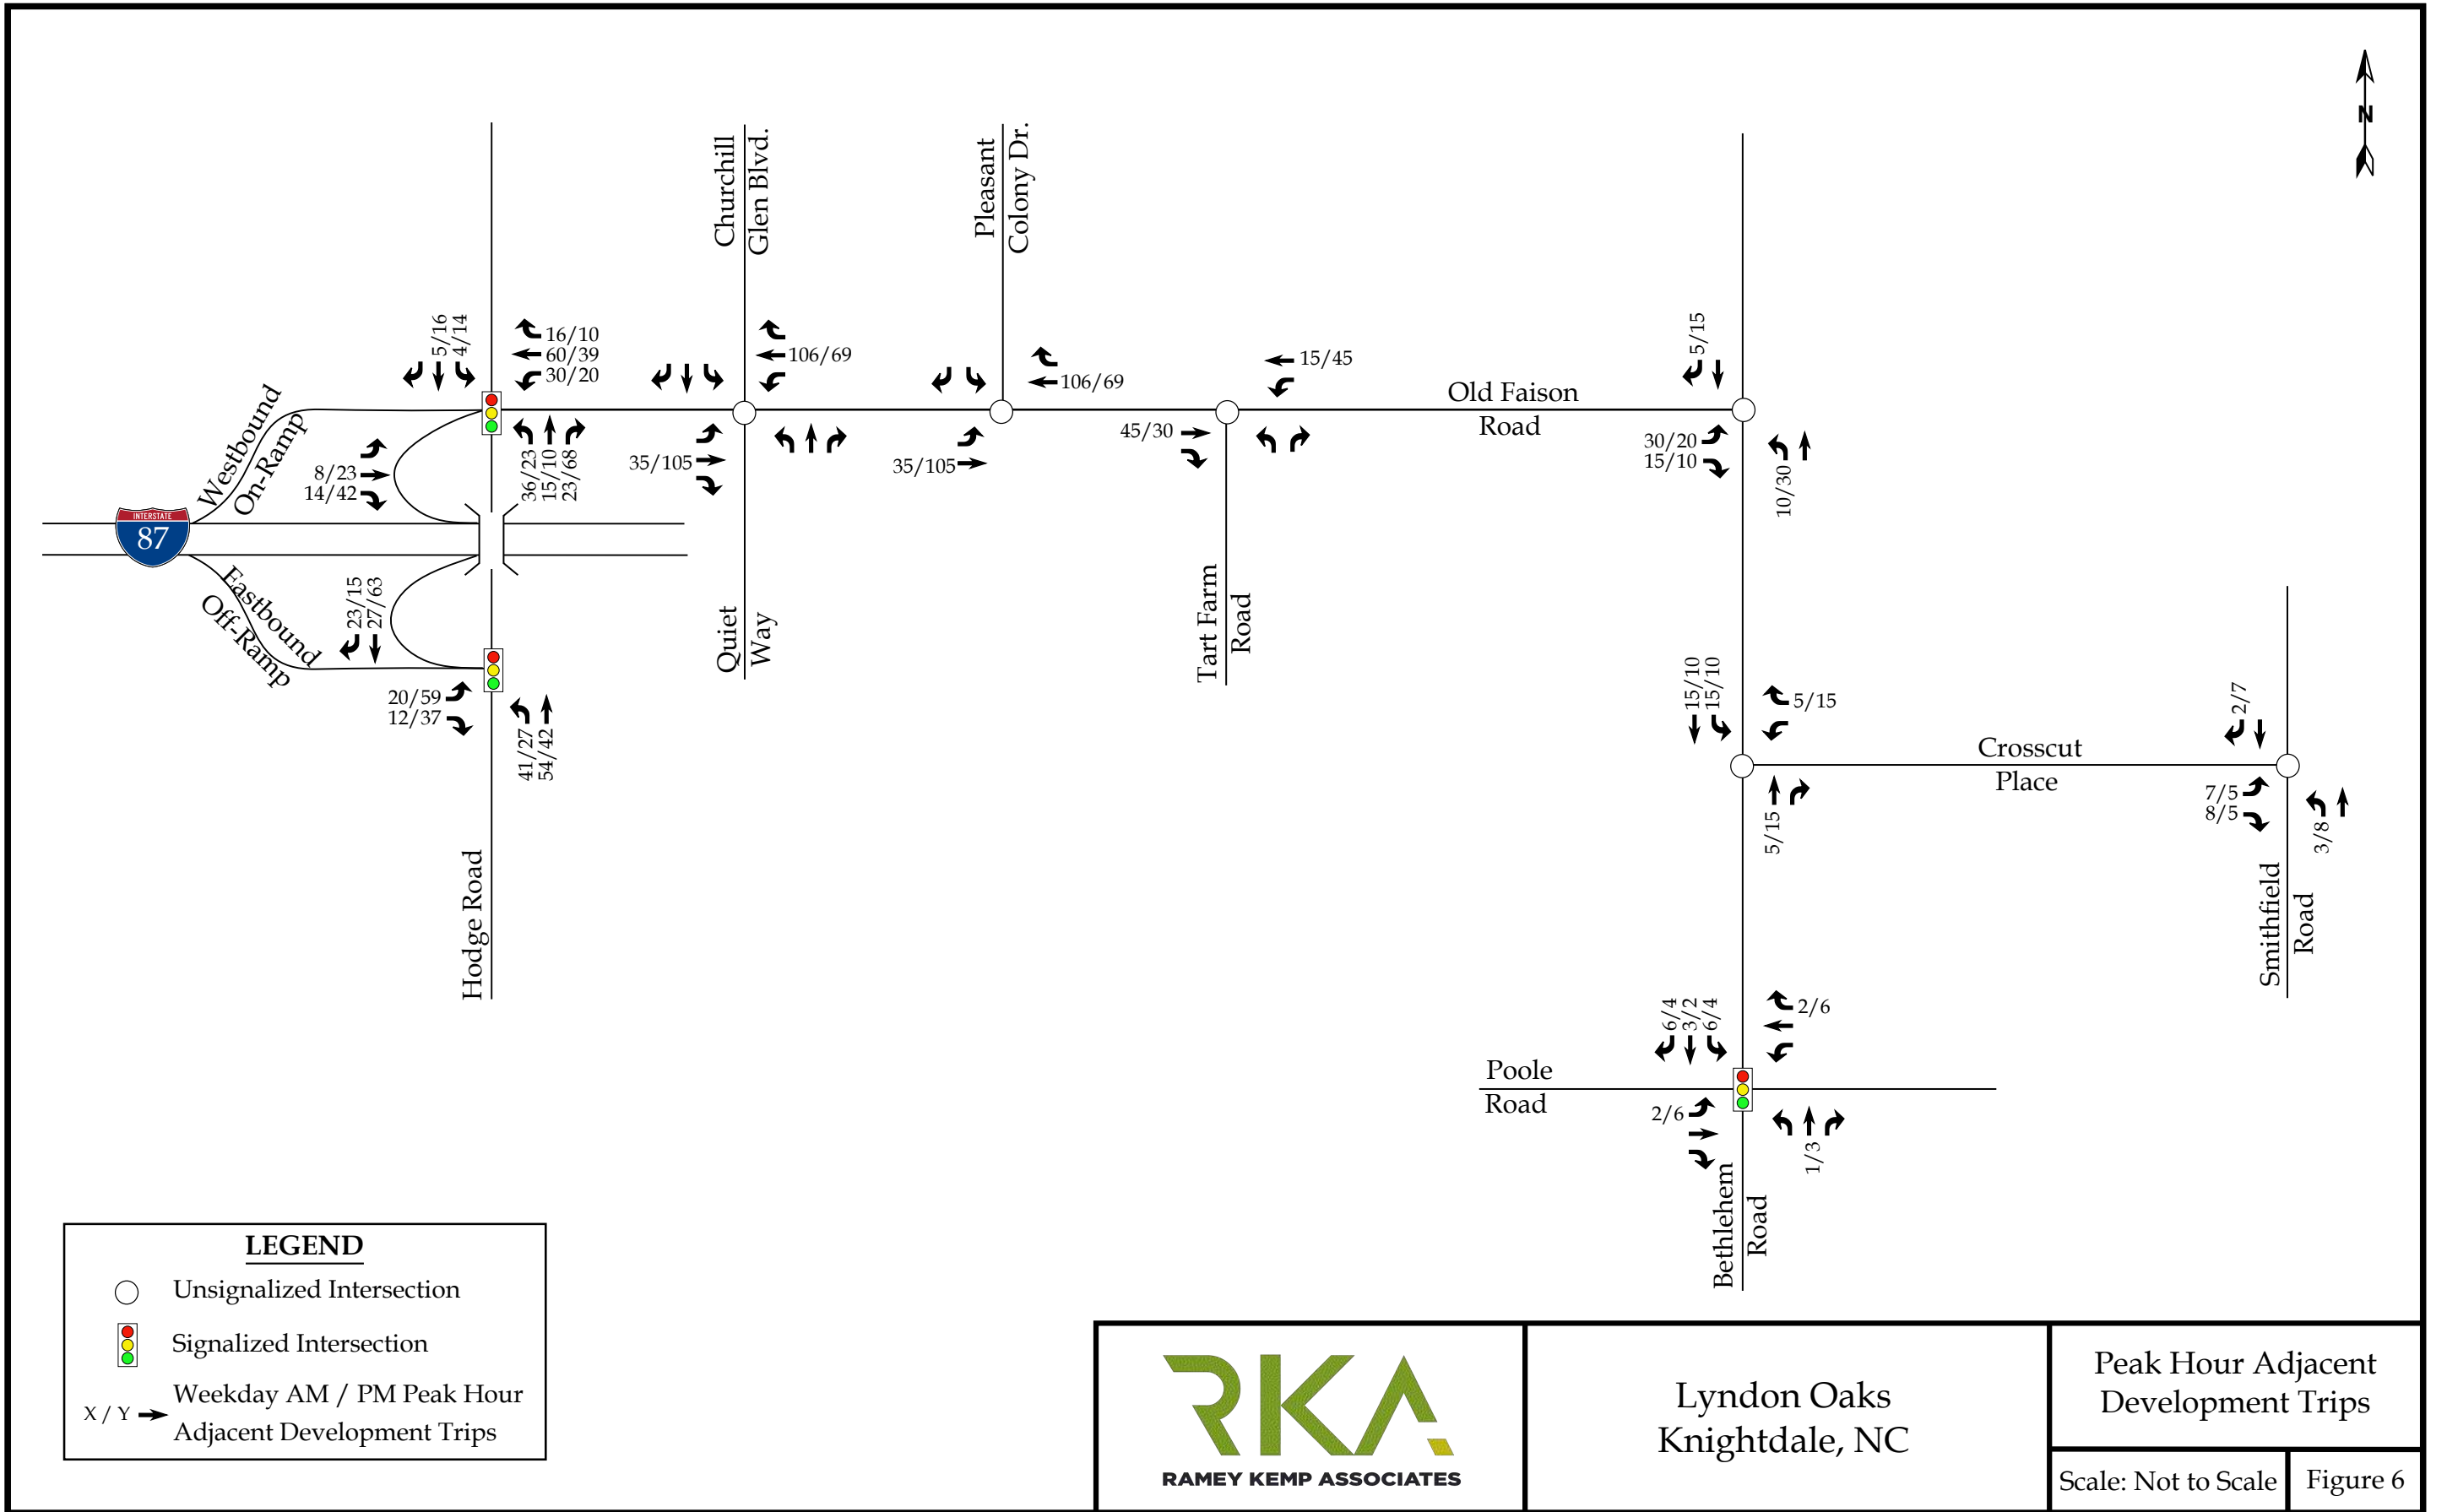 N
Churchill
Glen Blvd.
Pleasant
Colony Dr.
5/16
4/14
16/10
60/39
30/20
106/69
106/69
15/45
5/15
Old Faison
Road
Westbound
On-Ramp
8/23
14/42
36/23
15/10
23/68
35/105
35/105
45/30
30/20
15/10
10/30
INTERSTATE
87
Eastbound
Off-Ramp
23/15
27/63
Quiet
Way
Tart Farm
Road
20/59
12/37
41/27
54/42
15/10
15/10
5/15
2/7
Crosscut
Place
5/15
7/5
8/5
3/8
Hodge Road
Smithfield
Road
6/4
3/2
6/4
2/6
Poole
Road
2/6
1/3
Bethlehem
Road
LEGEND
Unsignalized Intersection
Signalized Intersection
X / Y
Weekday AM / PM Peak Hour
Adjacent Development Trips
RKA
RAMEY KEMP ASSOCIATES
Lyndon Oaks
Knightdale, NC
Peak Hour Adjacent
Development Trips
Scale: Not to Scale
Figure 6